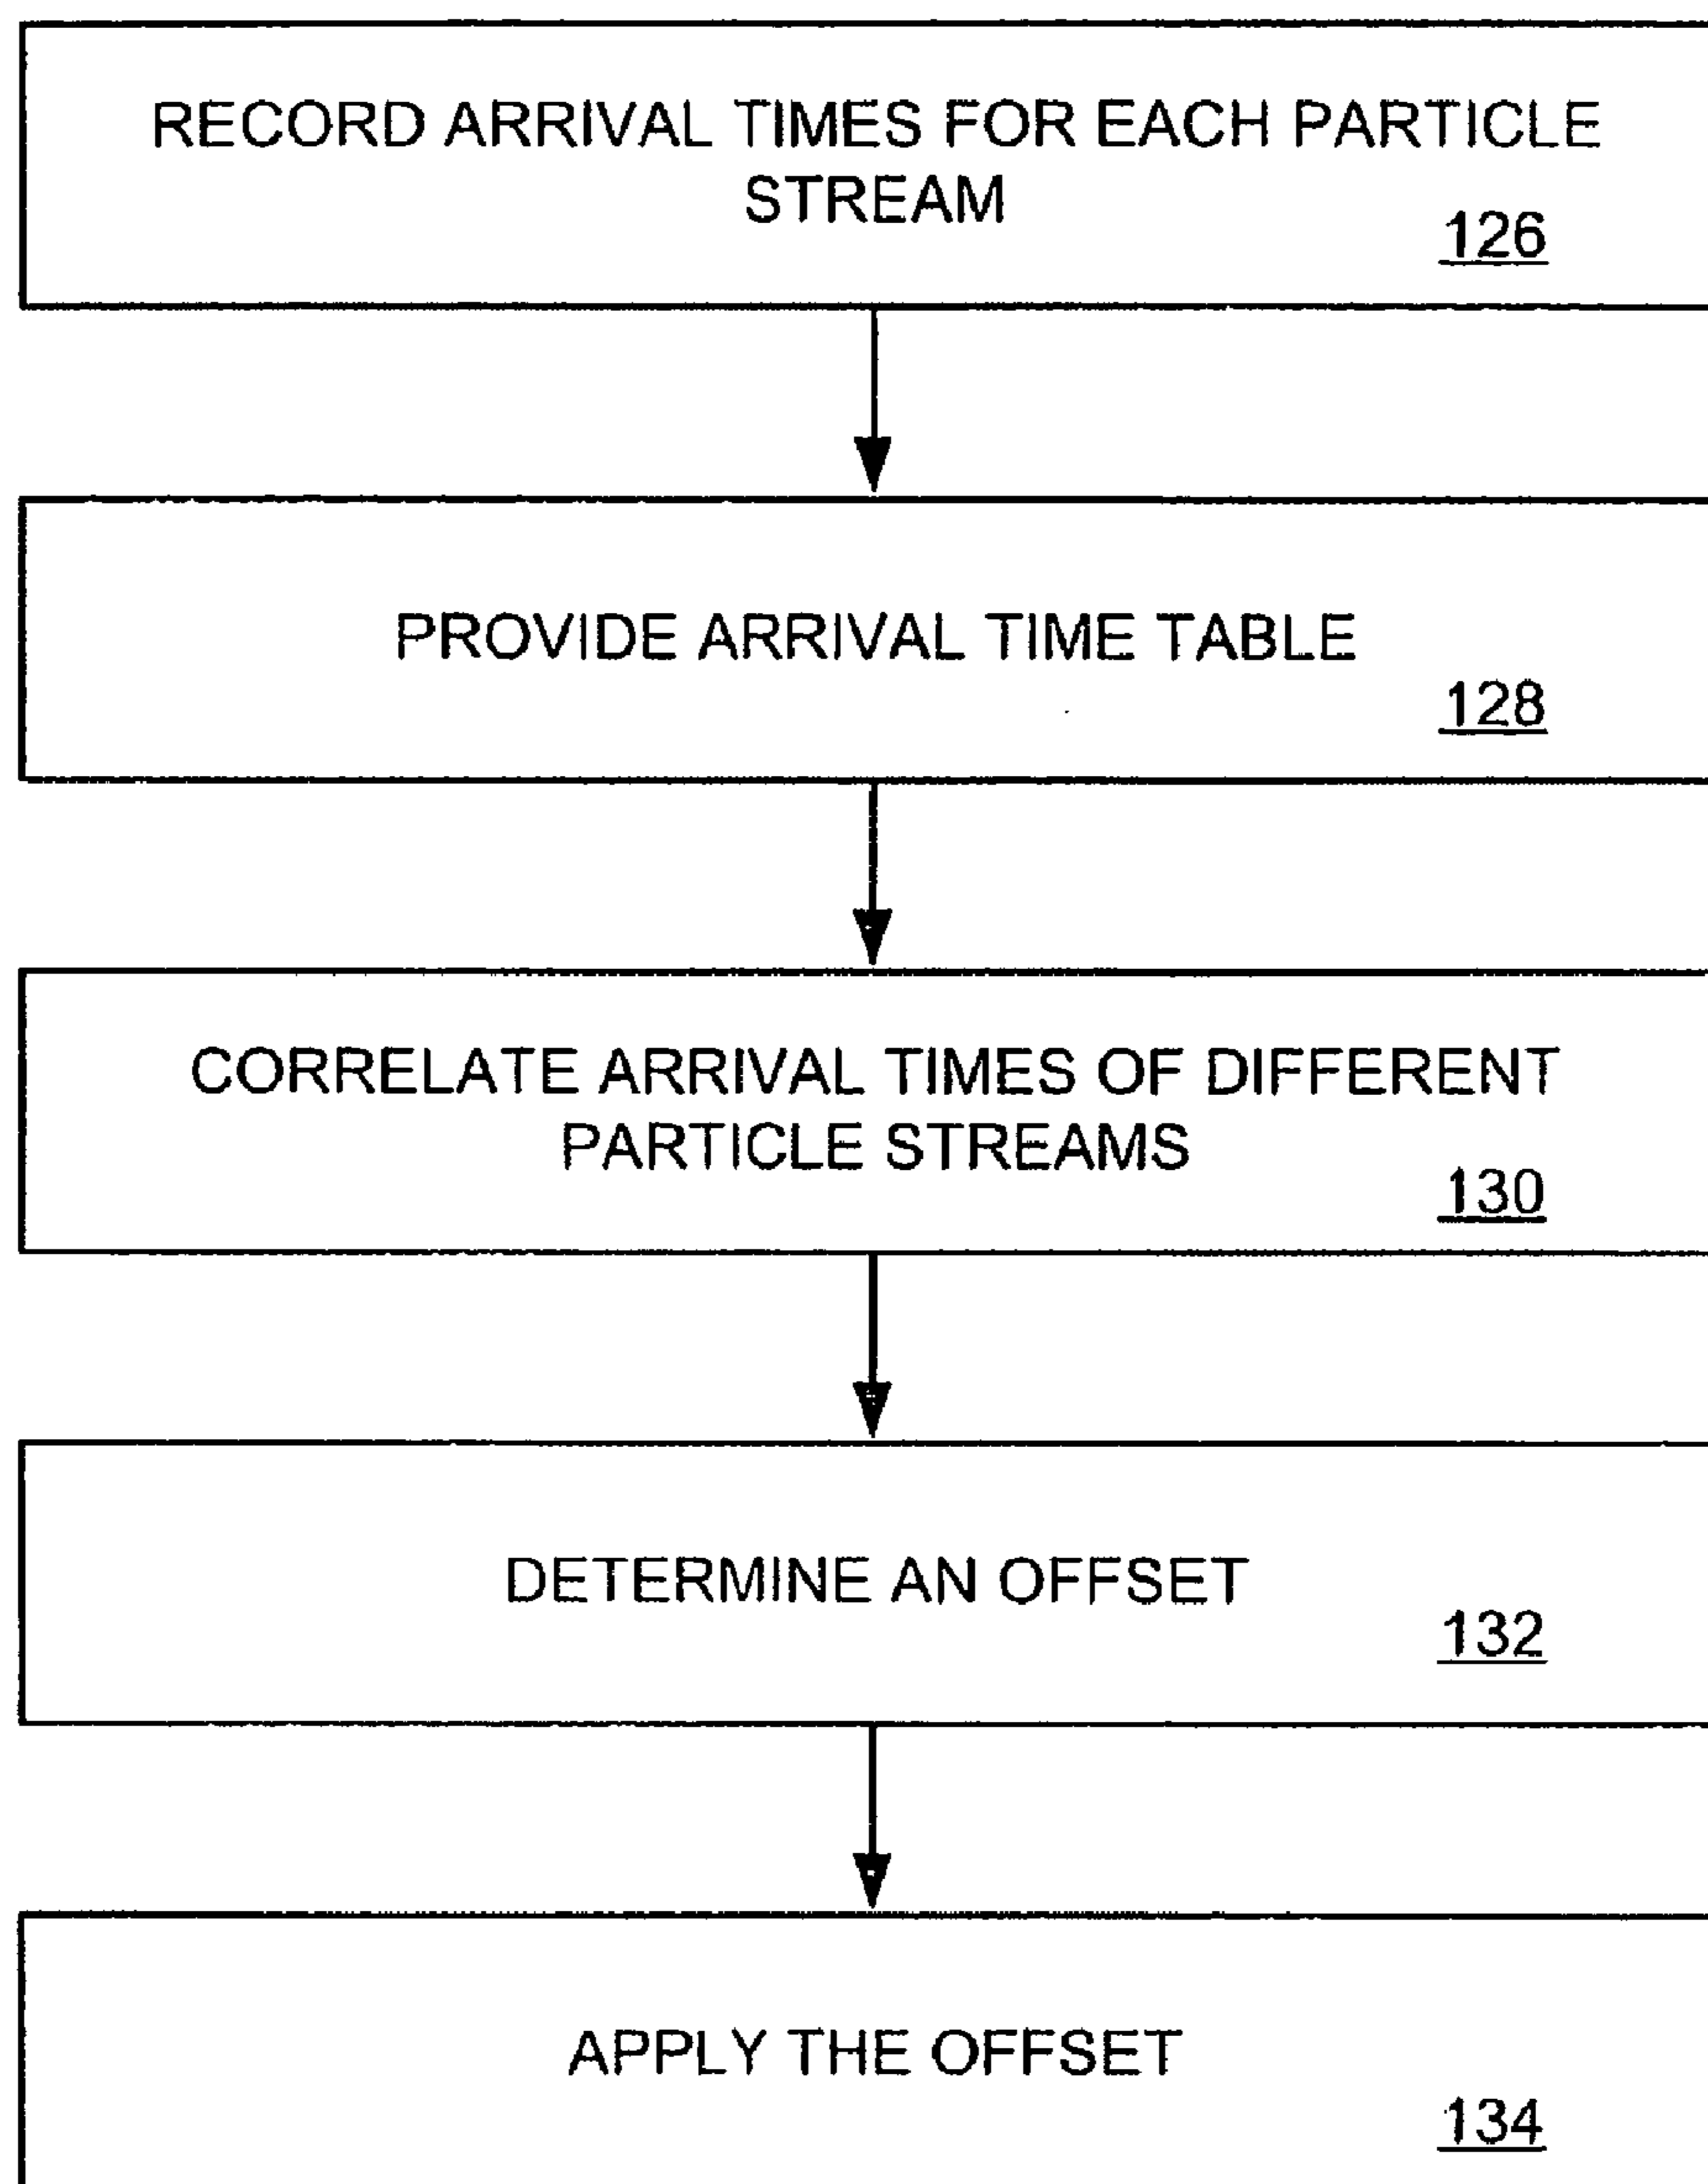 RECORD ARRIVAL TIMES FOR EACH PARTICLE
STREAM
126
PROVIDE ARRIVAL TIME TABLE
128
CORRELATE ARRIVAL TIMES OF DIFFERENT
PARTICLE STREAMS
130
DETERMINE AN OFFSET
132
APPLY THE OFFSET
134